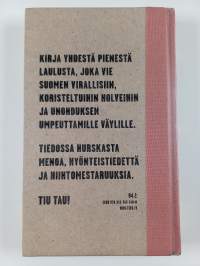 KIRJA YHDESTÄ PIENESTÄ
LAULUSTA, JOKA VIE
SUOMEN VIRALLISIIN,
KORISTELTUIHIN HOLVEIHIN
JA UNOHDUKSEN
UMPEUTTAMILLE VÄYLILLE.
TIEDOSSA HURSKASTA
MENOA, HYÖNTEISTIEDETTÄ
JA HIIHTOMESTARUUKSIA.
TIU TAU!